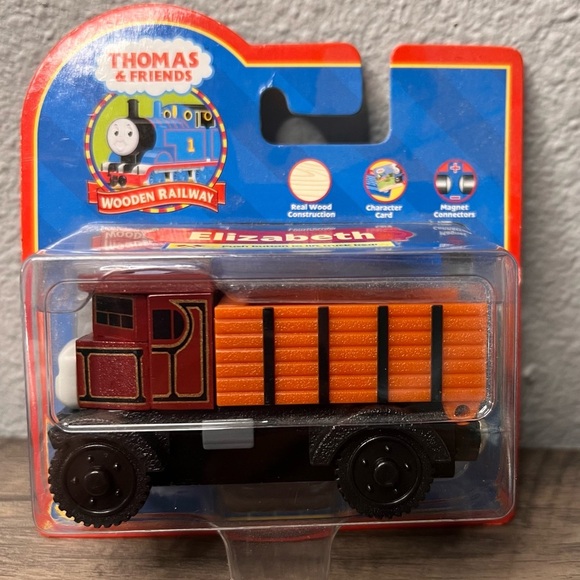 THOMAS
& FRIENDS
1
WOODEN RAILWAY
Real Wood
Construction
Character
Card
Magnet
Connectors
Elizabeth